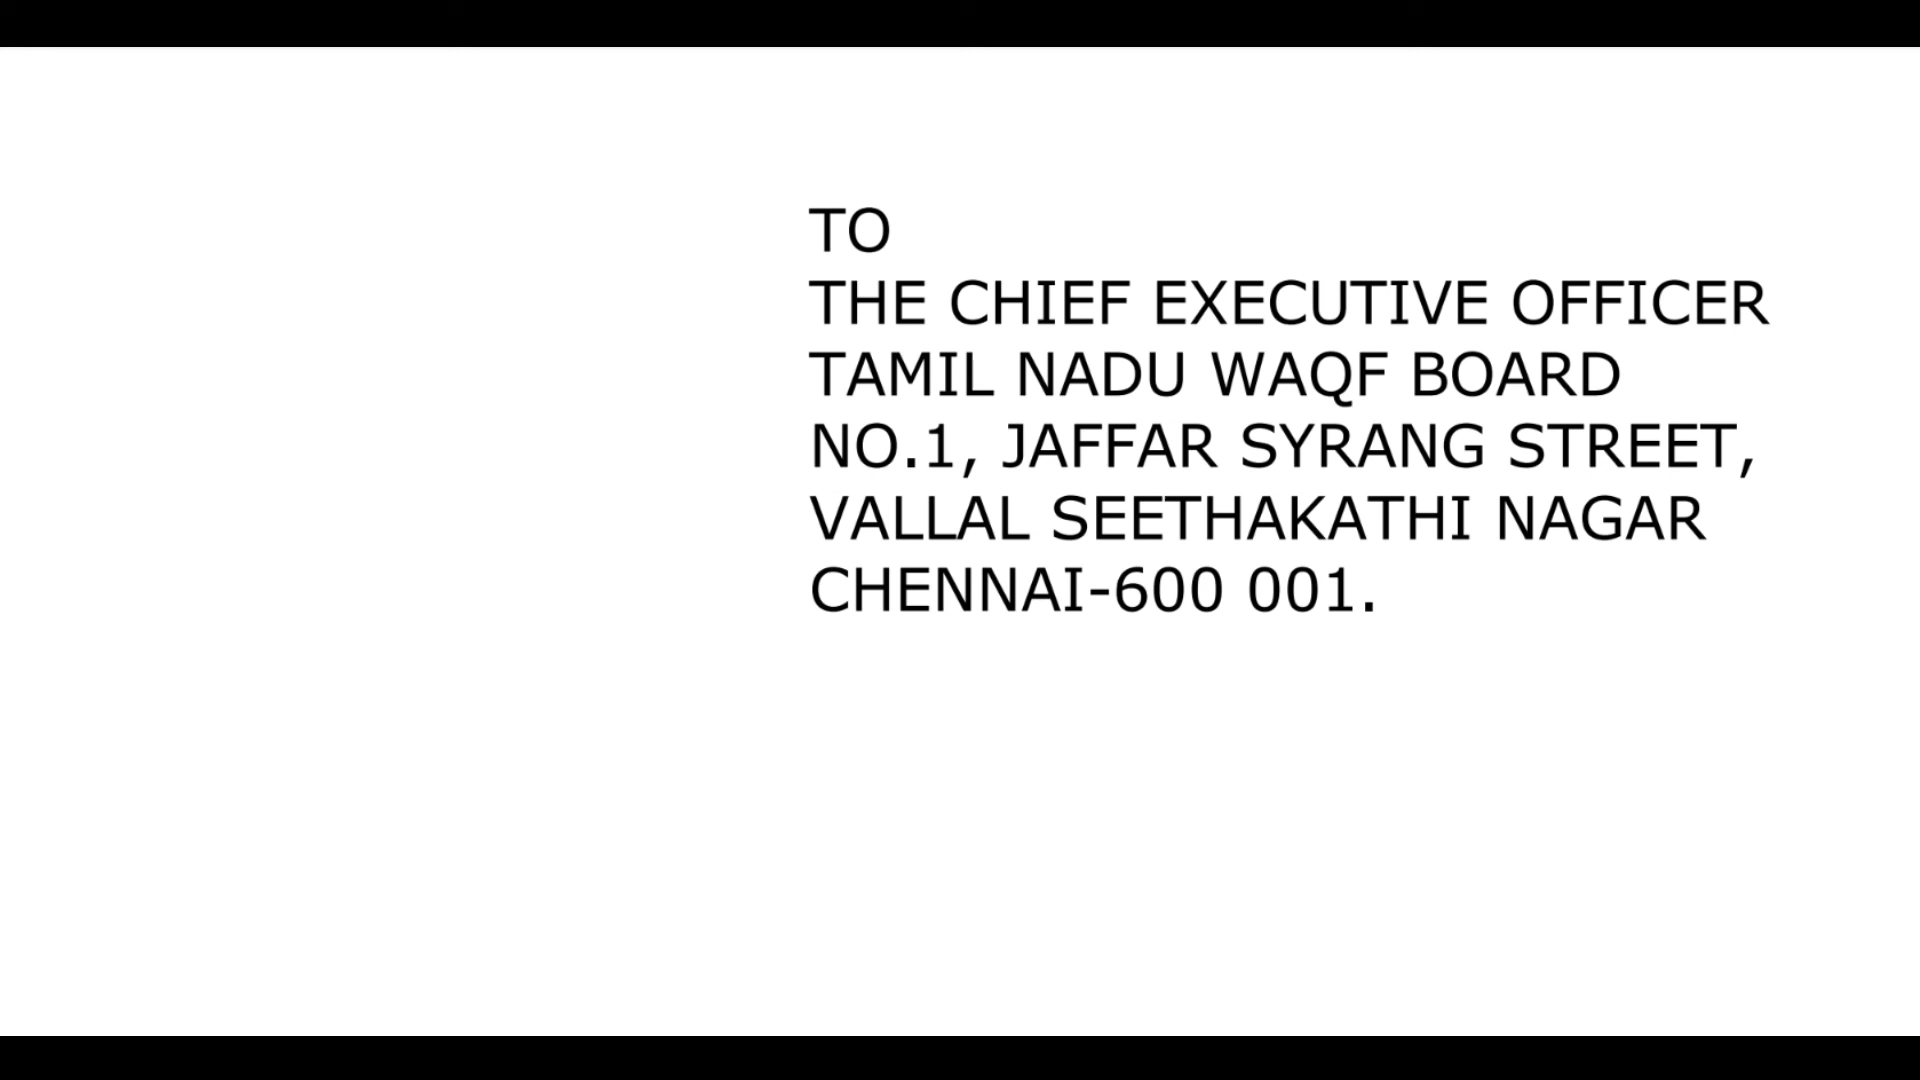 TO
THE CHIEF EXECUTIVE OFFICER
TAMIL NADU WAQF BOARD
NO.1, JAFFAR SYRANG STREET,
VALLAL SEETHAKATHI NAGAR
CHENNAI-600 001.